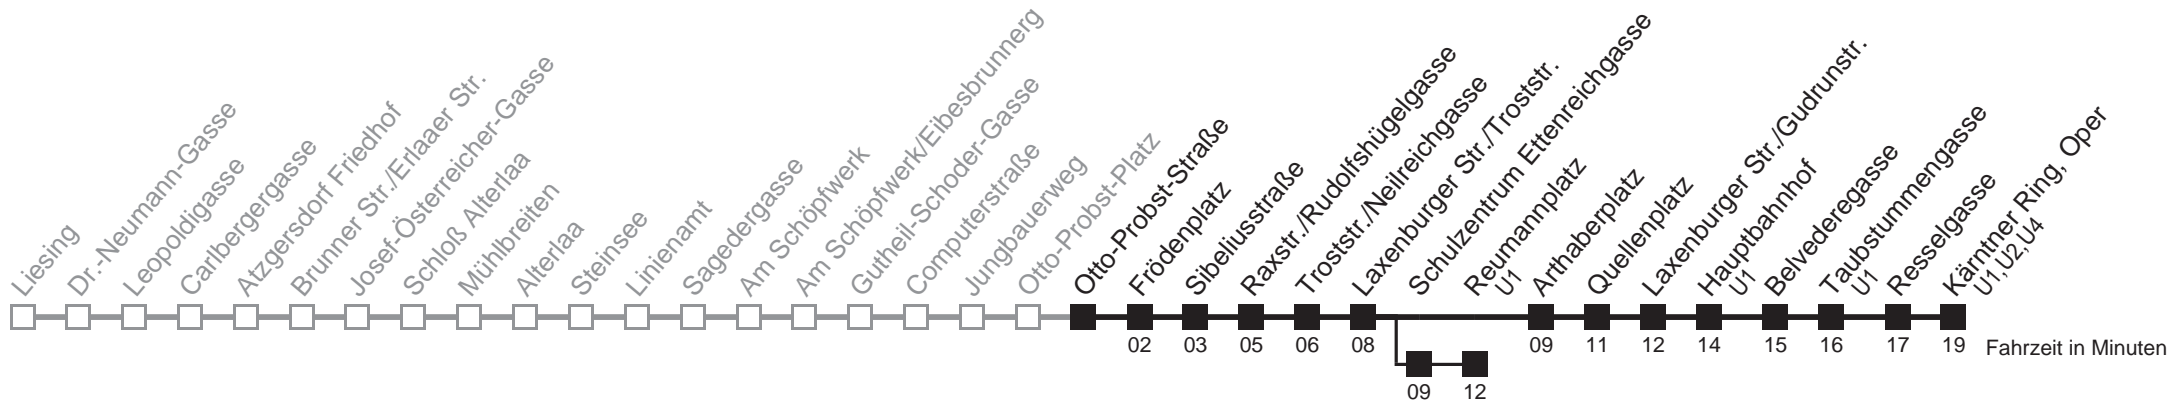 Liesing
Dr.-Neumann-Gasse
Leopoldigasse
Carlbergergasse
Atzgersdorf Friedhof
Brunner Str./Erlaaer Str.
Josef-Österreicher-Gasse
Schloß Alterlaa
Mühlbreiten
Alterlaa
Steinsee
Linienamt
Sagedergasse
Am Schöpfwerk
Am Schöpfwerk/Eibesbrunnerg
Gutheil-Schoder-Gasse
Computerstraße
Jungbauerweg
Otto-Probst-Platz
Otto-Probst-Straße
Frödenplatz
Sibeliusstraße
Raxstr./Rudolfshügelgasse
Troststr./Neilreichgasse
Laxenburger Str./Troststr.
Schulzentrum Ettenreichgasse
Reumannplatz
U1
Arthaberplatz
Quellenplatz
Laxenburger Str./Gudrunstr.
Hauptbahnhof
U1
Belvederegasse
Taubstummengasse
U1
Resselgasse
Kärntner Ring, Oper
U1,U2,U4
02 03 05 06 08 09 11 12 14 15 16 17 19 Fahrzeit in Minuten
09 12